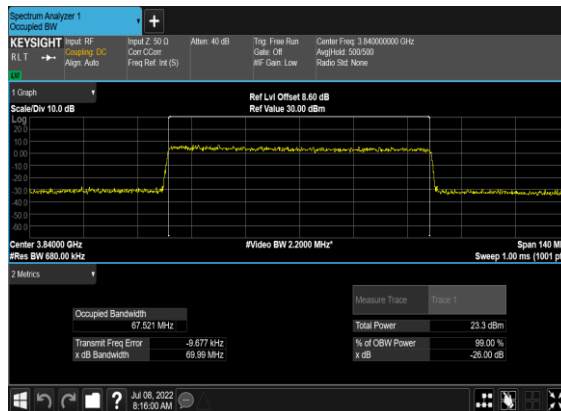 Spectrum Analyzer 1
Occupied BW
+
KEYSIGHT Input: RF Input Z: 50 Ω Atten: 40 dB Trig: Free Run Center Freq: 3.840000000 GHz
RLT Coupling: DC Corr CCorr Gate: Off Avg|Hold: 500/500
Align: Auto Freq Ref: Int (S) #IF Gain: Low Radio Std: None
1 Graph
Ref Lvl Offset 8.60 dB
Scale/Div 10.0 dB Ref Value 30.00 dBm
Log
20.0
10.0
0.00
-10.0
-20.0
-30.0
-40.0
-50.0
-60.0
Center 3.84000 GHz #Video BW 2.2000 MHz* Span 140 M
#Res BW 680.00 kHz Sweep 1.00 ms (1001 p
2 Metrics
Measure Trace Trace 1
Occupied Bandwidth
67.521 MHz Total Power 23.3 dBm
Transmit Freq Error -9.677 kHz % of OBW Power 99.00 %
x dB Bandwidth 69.99 MHz x dB -26.00 dB
? Jul 08, 2022
8:16:00 AM